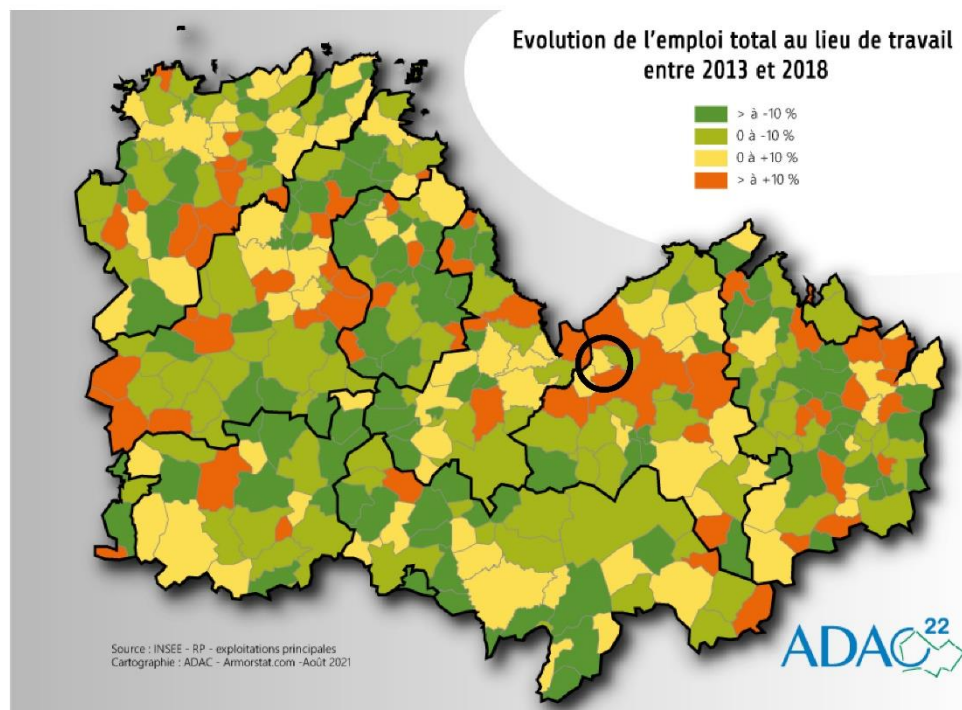 Evolution de l'emploi total au lieu de travail
entre 2013 et 2018
> à -10 %
0 à -10 %
0 à +10%
> à +10 %
Source : INSEE - RP - exploitations principales
Cartographie : ADAC - Armorstat.com -Août 2021
ADAC 22